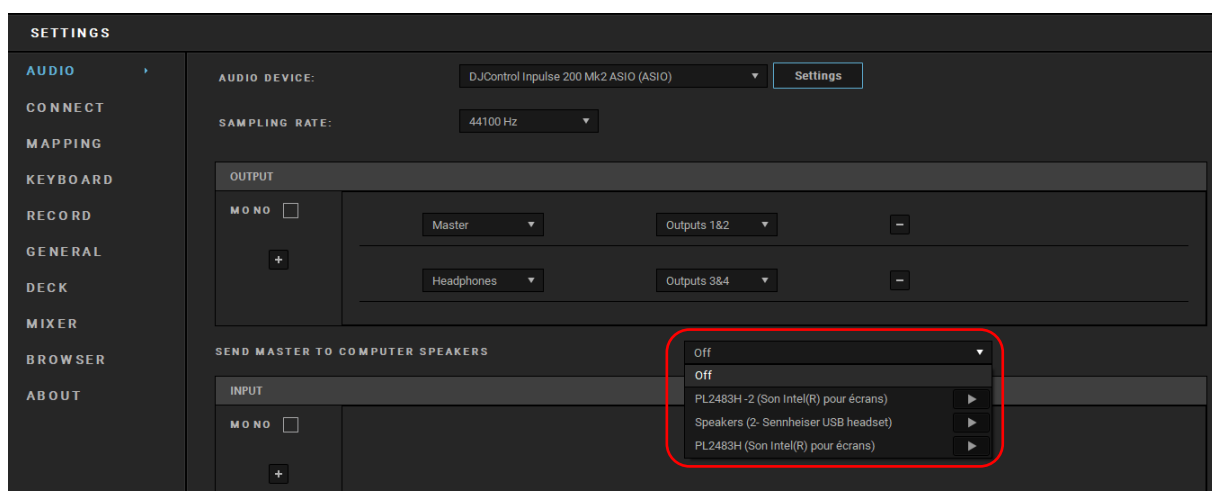 SETTINGS
AUDIO
CONNECT
MAPPING
KEYBOARD
RECORD
GENERAL
DECK
MIXER
BROWSER
ABOUT
AUDIO DEVICE: DJControl Inpulse 200 Mk2 ASIO (ASIO) Settings
SAMPLING RATE: 44100 Hz
OUTPUT
MONO
+
Master Outputs 1&2 −
Headphones Outputs 3&4 −
SEND MASTER TO COMPUTER SPEAKERS Off
Off
PL2483H-2 (Son Intel(R) pour écrans)
Speakers (2- Sennheiser USB headset)
PL2483H (Son Intel(R) pour écrans)
INPUT
MONO
+